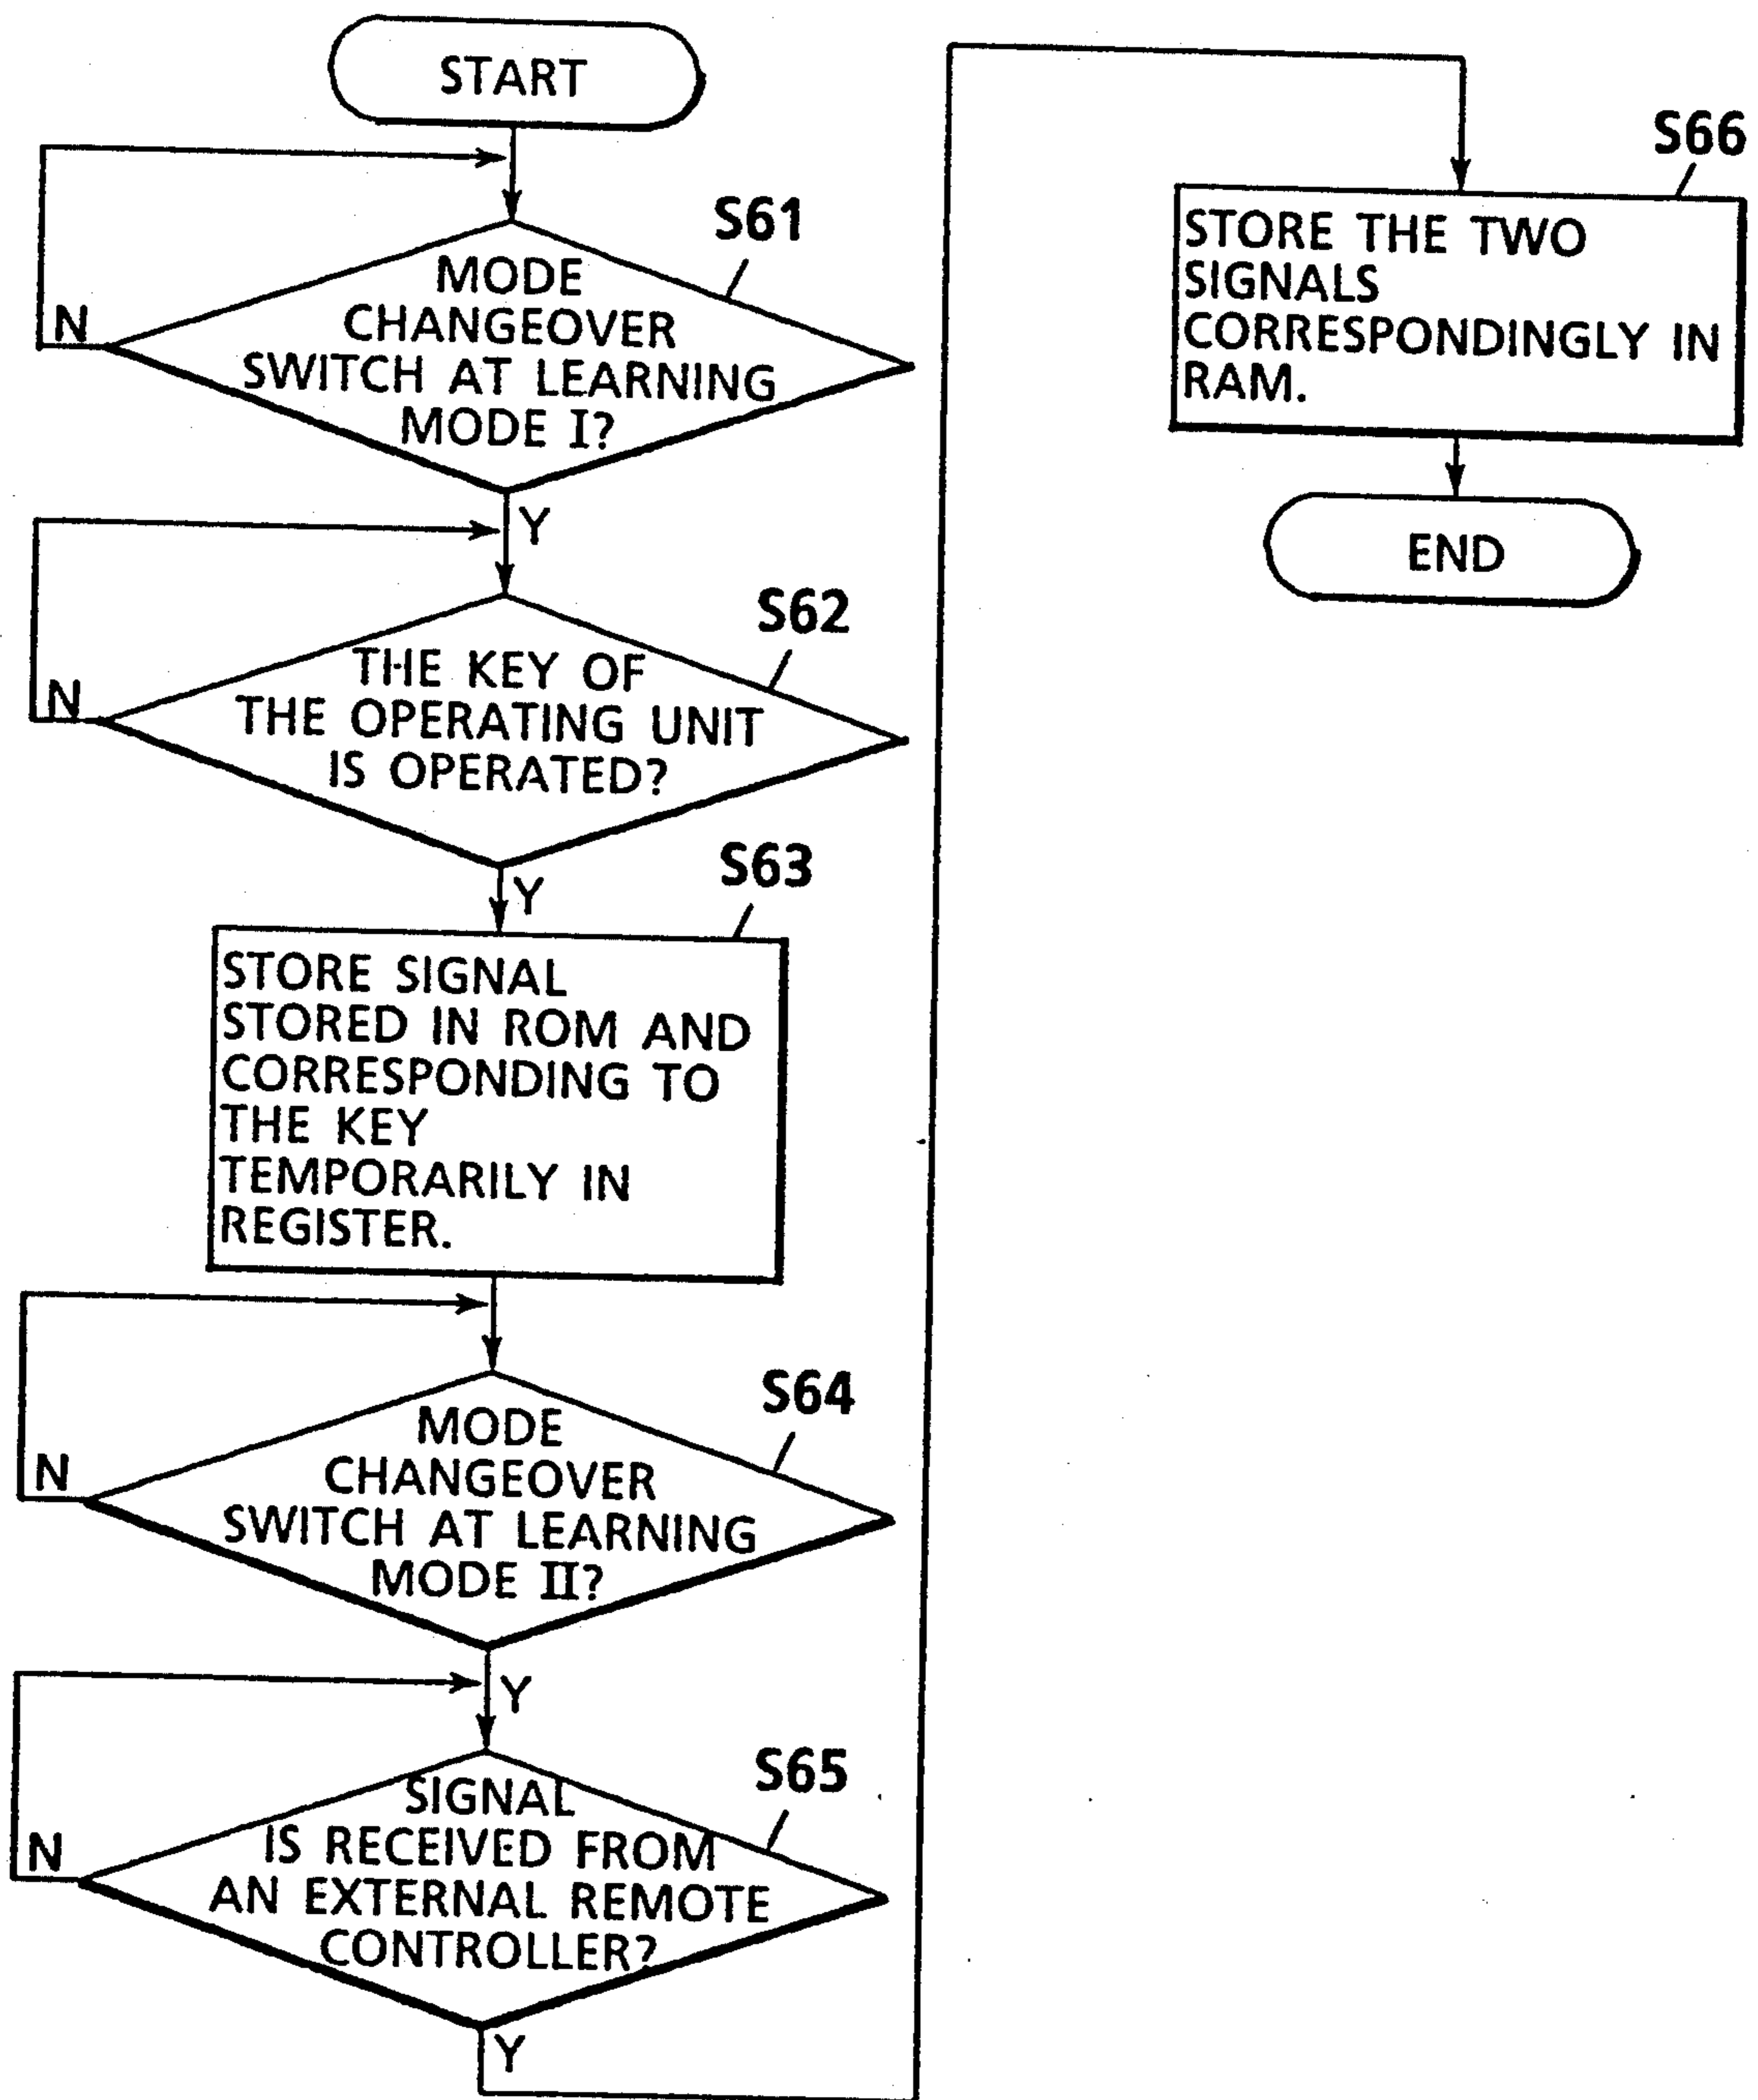 START
S61
MODE
CHANGEOVER
SWITCH AT LEARNING
MODE I?
N
Y
S62
THE KEY OF
THE OPERATING UNIT
IS OPERATED?
N
Y
S63
STORE SIGNAL
STORED IN ROM AND
CORRESPONDING TO
THE KEY
TEMPORARILY IN
REGISTER.
S64
MODE
CHANGEOVER
SWITCH AT LEARNING
MODE II?
N
Y
S65
SIGNAL
IS RECEIVED FROM
AN EXTERNAL REMOTE
CONTROLLER?
N
Y
S66
STORE THE TWO
SIGNALS
CORRESPONDINGLY IN
RAM.
END